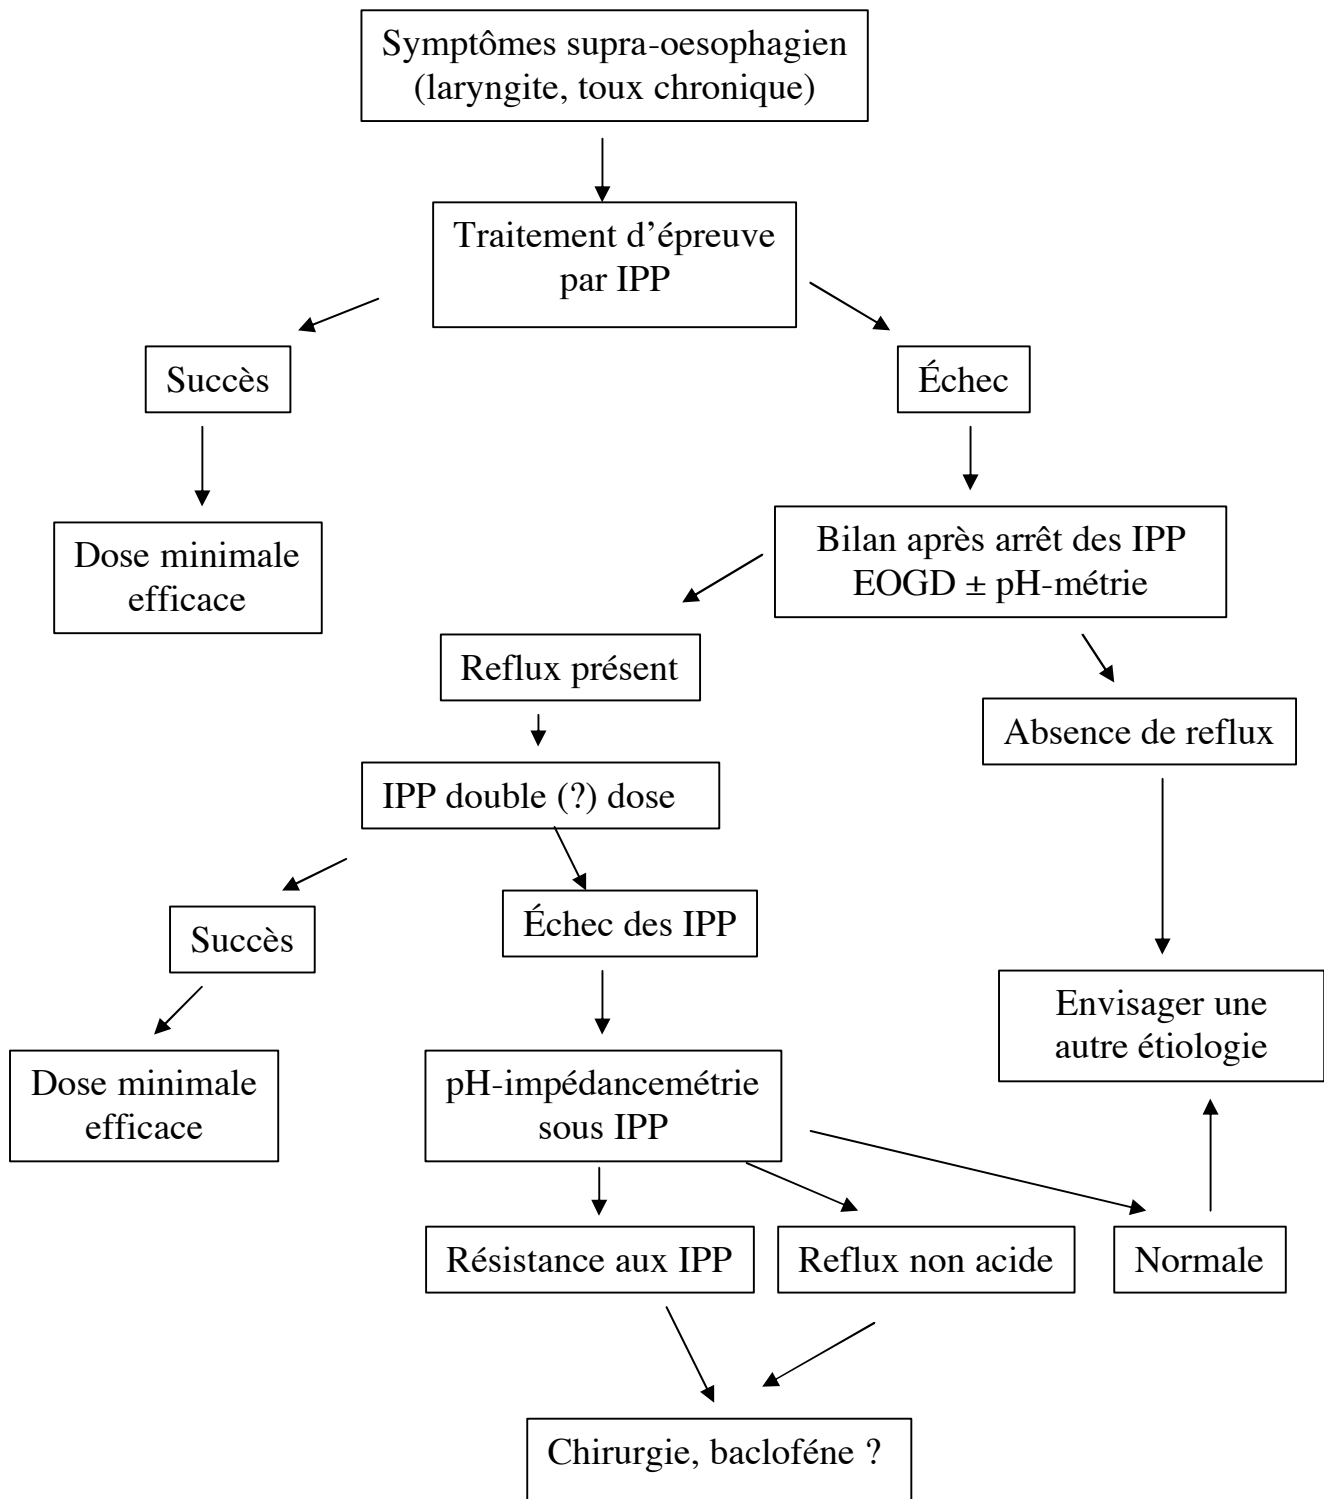 Symptômes supra-oesophagien
(laryngite, toux chronique)
Traitement d’épreuve
par IPP
Succès
Échec
Dose minimale
efficace
Bilan après arrêt des IPP
EOGD ± pH-métrie
Reflux présent
Absence de reflux
IPP double (?) dose
Succès
Échec des IPP
Envisager une
autre étiologie
Dose minimale
efficace
pH-impédancemétrie
sous IPP
Résistance aux IPP
Reflux non acide
Normale
Chirurgie, bacloféne ?